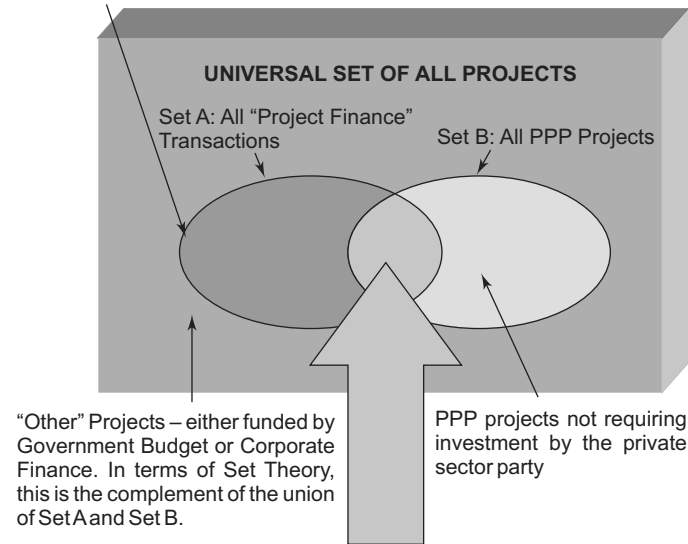 UNIVERSAL SET OF ALL PROJECTS
Set A: All “Project Finance”
Transactions
Set B: All PPP Projects
“Other” Projects – either funded by
Government Budget or Corporate
Finance. In terms of Set Theory,
this is the complement of the union
of Set A and Set B.
PPP projects not requiring
investment by the private
sector party